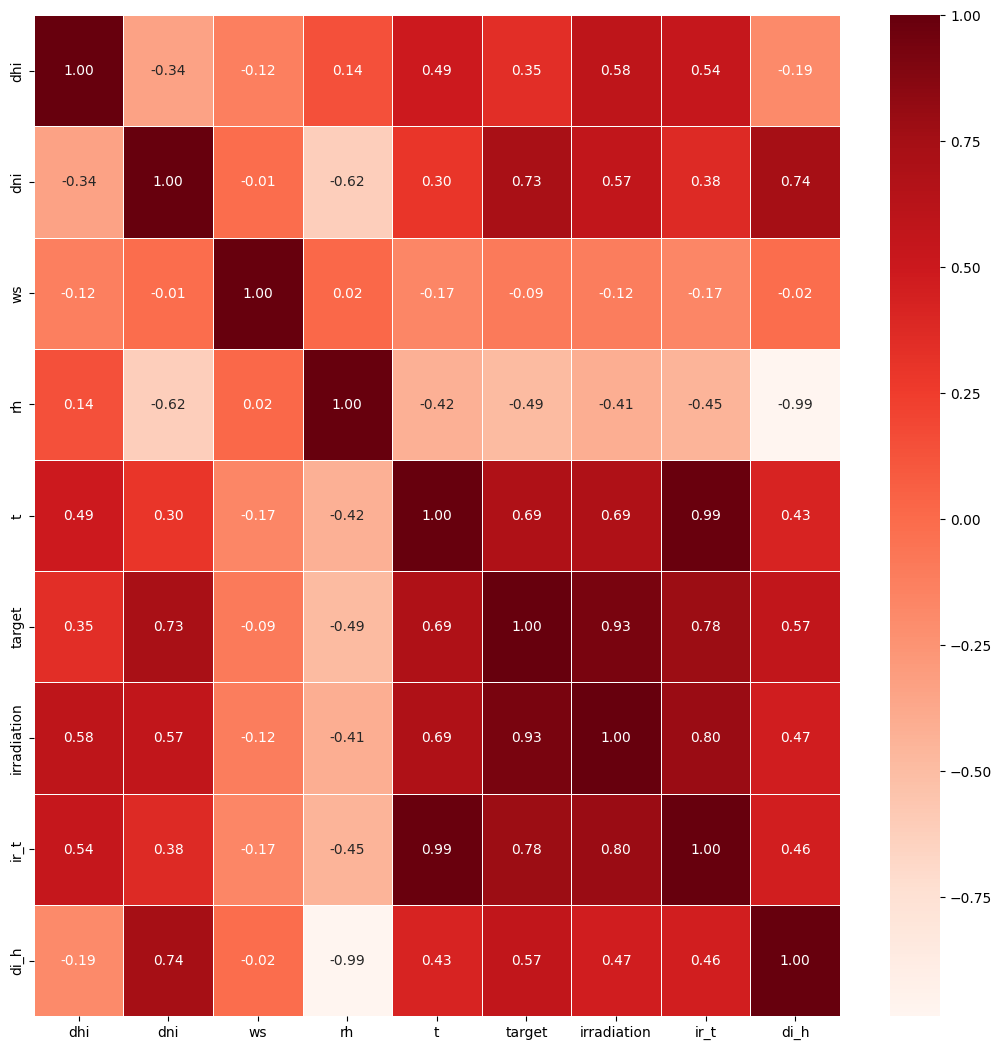 dhi 1.00 -0.34 -0.12 0.14 0.49 0.35 0.58 0.54 -0.19
dni -0.34 1.00 -0.01 -0.62 0.30 0.73 0.57 0.38 0.74
ws -0.12 -0.01 1.00 0.02 -0.17 -0.09 -0.12 -0.17 -0.02
rh 0.14 -0.62 0.02 1.00 -0.42 -0.49 -0.41 -0.45 -0.99
t 0.49 0.30 -0.17 -0.42 1.00 0.69 0.69 0.99 0.43
target 0.35 0.73 -0.09 -0.49 0.69 1.00 0.93 0.78 0.57
irradiation 0.58 0.57 -0.12 -0.41 0.69 0.93 1.00 0.80 0.47
ir_t 0.54 0.38 -0.17 -0.45 0.99 0.78 0.80 1.00 0.46
di_h -0.19 0.74 -0.02 -0.99 0.43 0.57 0.47 0.46 1.00
dhi dni ws rh t target irradiation ir_t di_h
1.00
0.75
0.50
0.25
0.00
−0.25
−0.50
−0.75